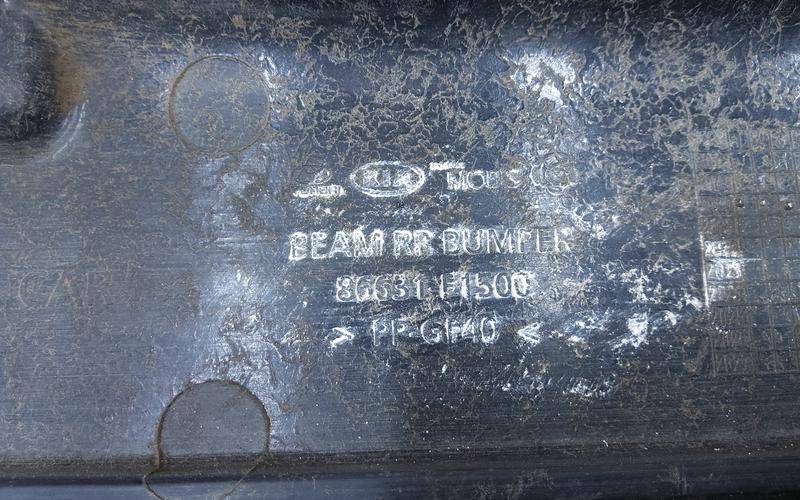 KIA MOBIS
BEAM RR BUMPER
86631 F1500
> PP-GF40 <